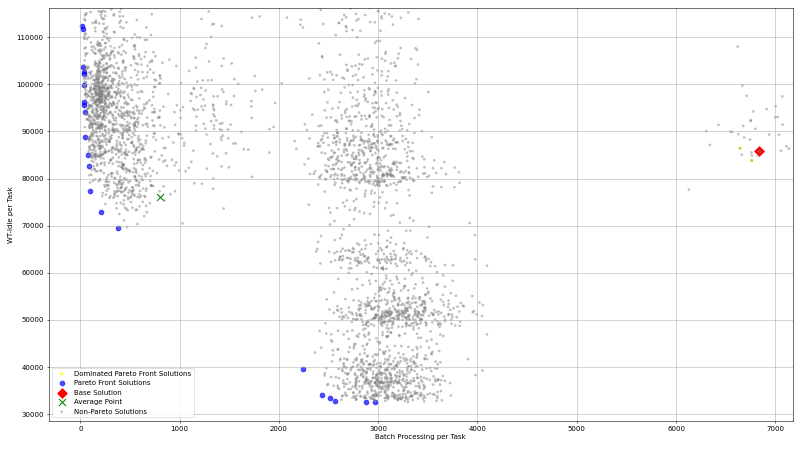 110000
100000
90000
80000
70000
60000
50000
40000
30000
WT-Idle per Task
Dominated Pareto Front Solutions
Pareto Front Solutions
Base Solution
Average Point
Non-Pareto Solutions
0 1000 2000 3000 4000 5000 6000 7000
Batch Processing per Task